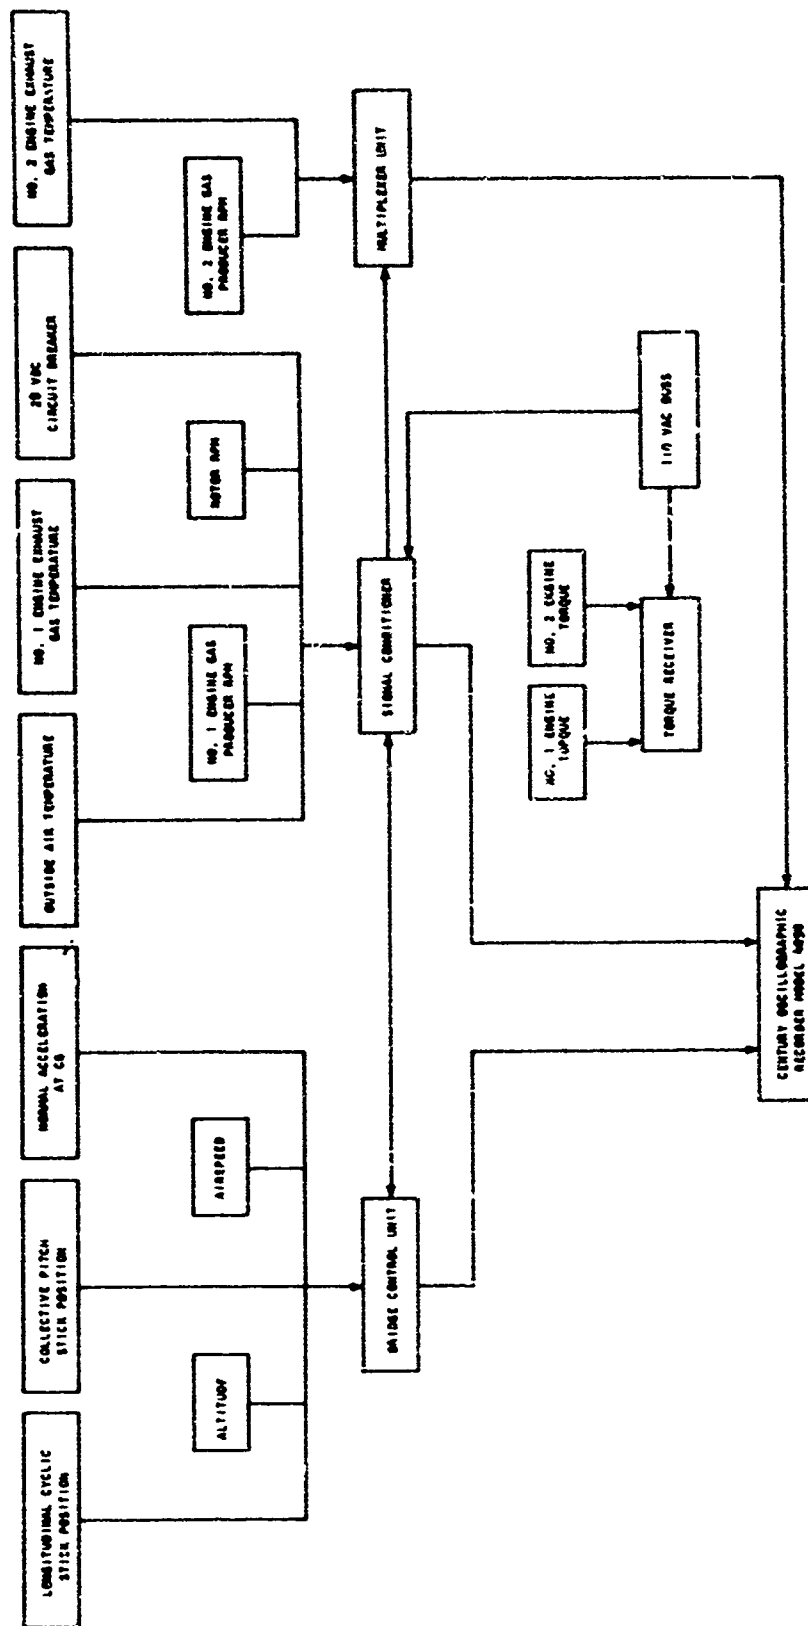 LONGITUDINAL CYCLIC
STICK POSITION
COLLECTIVE PITCH
STICK POSITION
NORMAL ACCELERATION
AT CG
OUTSIDE AIR TEMPERATURE
NO. 1 ENGINE EXHAUST
GAS TEMPERATURE
28 VDC
CIRCUIT BREAKER
NO. 2 ENGINE EXHAUST
GAS TEMPERATURE
ALTITUDE
AIRSPEED
NO. 1 ENGINE GAS
PRODUCER RPM
ROTOR RPM
NO. 2 ENGINE GAS
PRODUCER RPM
BRIDGE CONTROL UNIT
SIGNAL CONDITIONER
MULTIPLEXER UNIT
NO. 1 ENGINE
TORQUE
NO. 2 ENGINE
TORQUE
TORQUE RECEIVER
110 VAC BUSS
CENTURY OSCILLOGRAPHIC
RECORDER MODEL